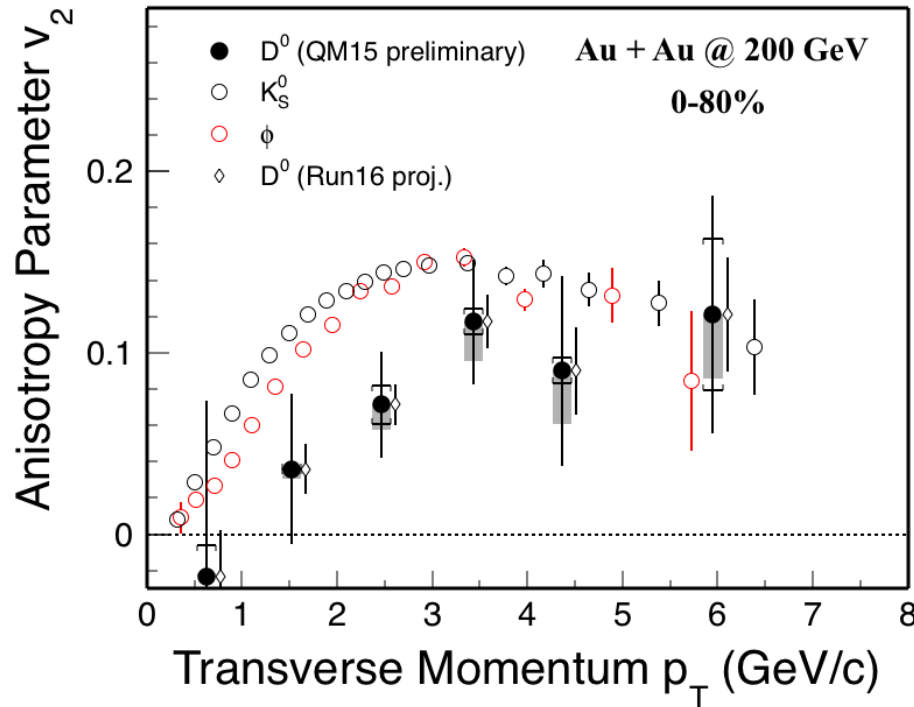 Anisotropy Parameter v₂
D⁰ (QM15 preliminary)
K⁰S
ϕ
D⁰ (Run16 proj.)
Au + Au @ 200 GeV
0-80%
0.2
0.1
0
0 1 2 3 4 5 6 7 8
Transverse Momentum p_T (GeV/c)